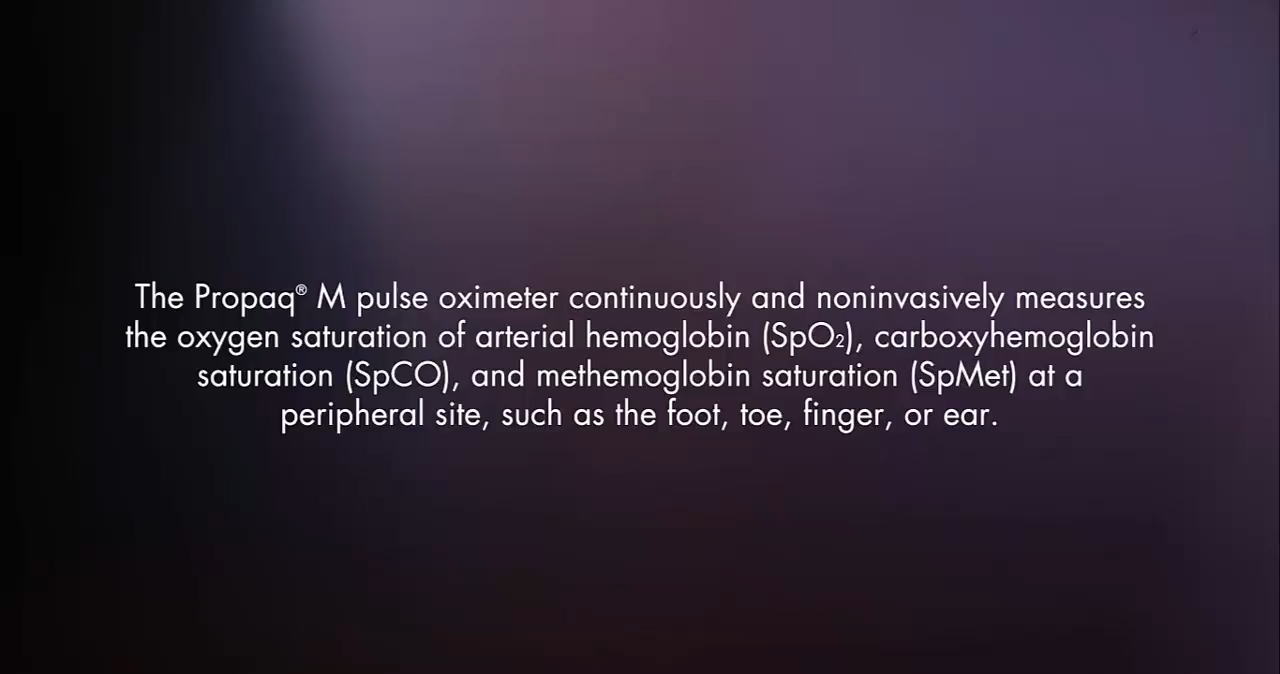 The Propaq® M pulse oximeter continuously and noninvasively measures
the oxygen saturation of arterial hemoglobin (SpO₂), carboxyhemoglobin
saturation (SpCO), and methemoglobin saturation (SpMet) at a
peripheral site, such as the foot, toe, finger, or ear.